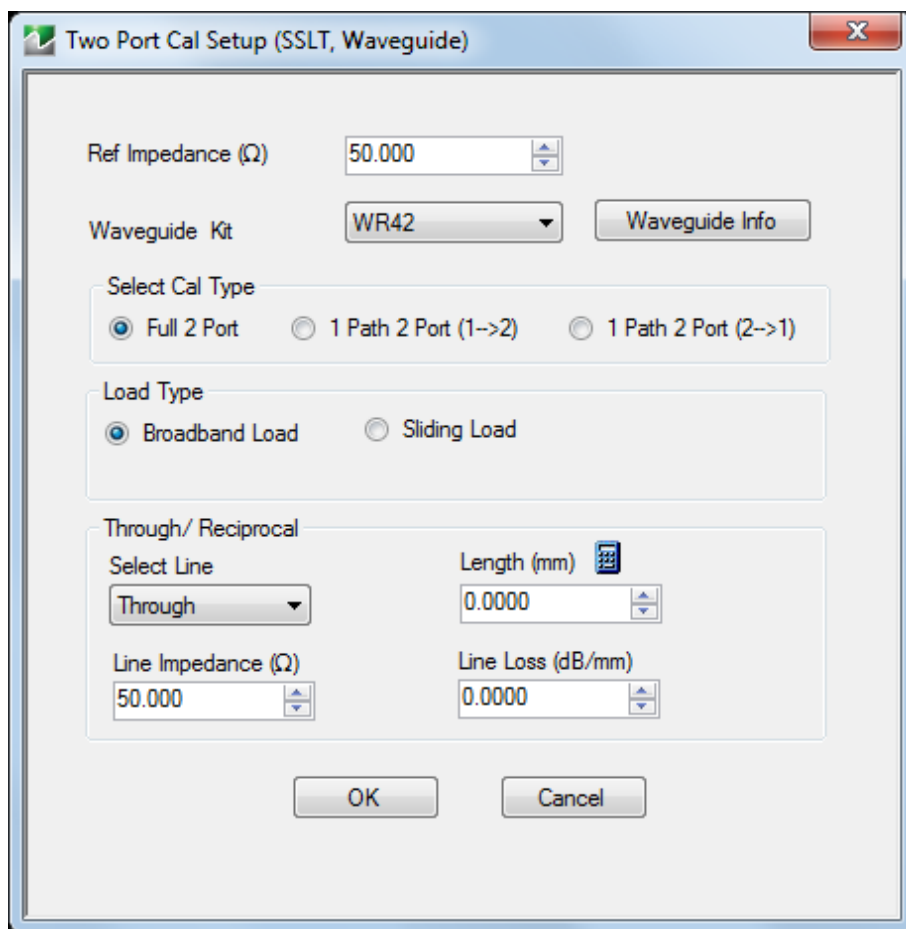 Two Port Cal Setup (SSLT, Waveguide)
Ref Impedance (Ω) 50.000
Waveguide Kit WR42 Waveguide Info
Select Cal Type
Full 2 Port 1 Path 2 Port (1-->2) 1 Path 2 Port (2-->1)
Load Type
Broadband Load Sliding Load
Through/ Reciprocal
Select Line Length (mm)
Through 0.0000
Line Impedance (Ω) Line Loss (dB/mm)
50.000 0.0000
OK Cancel